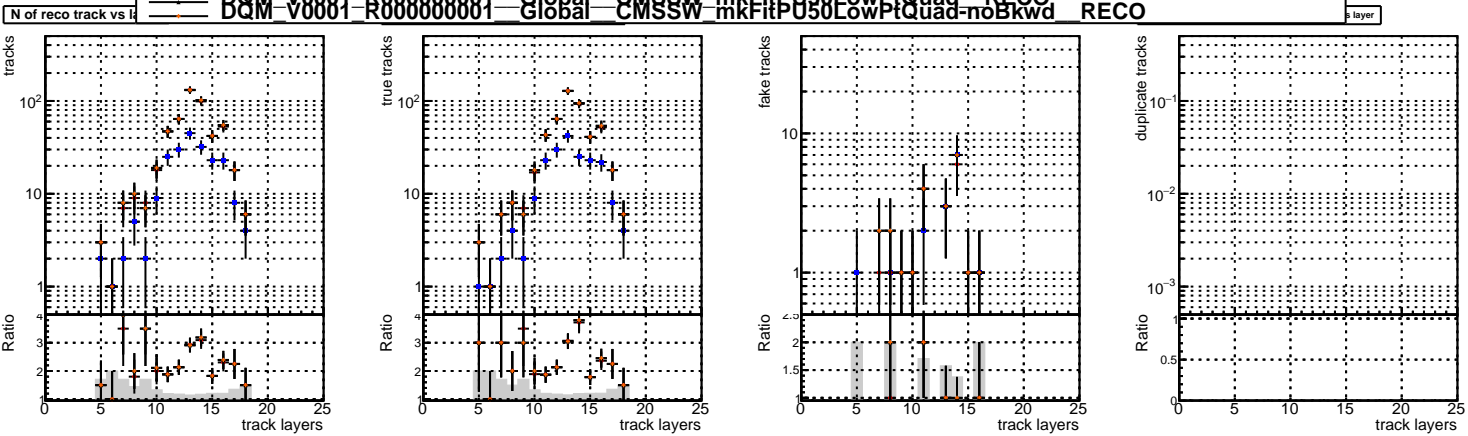 DQM_V0001_R000000001__Global__CMSSW_mkFitPU50LowPtQuad-noBkwd__RECO
N of reco track vs
s layer
tracks
10²
10
1
Ratio
4
3
2
1
0 5 10 15 20 25
track layers
true tracks
10²
10
1
Ratio
4
3
2
1
0 5 10 15 20 25
track layers
fake tracks
10
1
Ratio
2.5
2
1.5
0 5 10 15 20 25
track layers
duplicate tracks
10⁻¹
10⁻²
10⁻³
Ratio
1
0.5
0
0 5 10 15 20 25
track layers